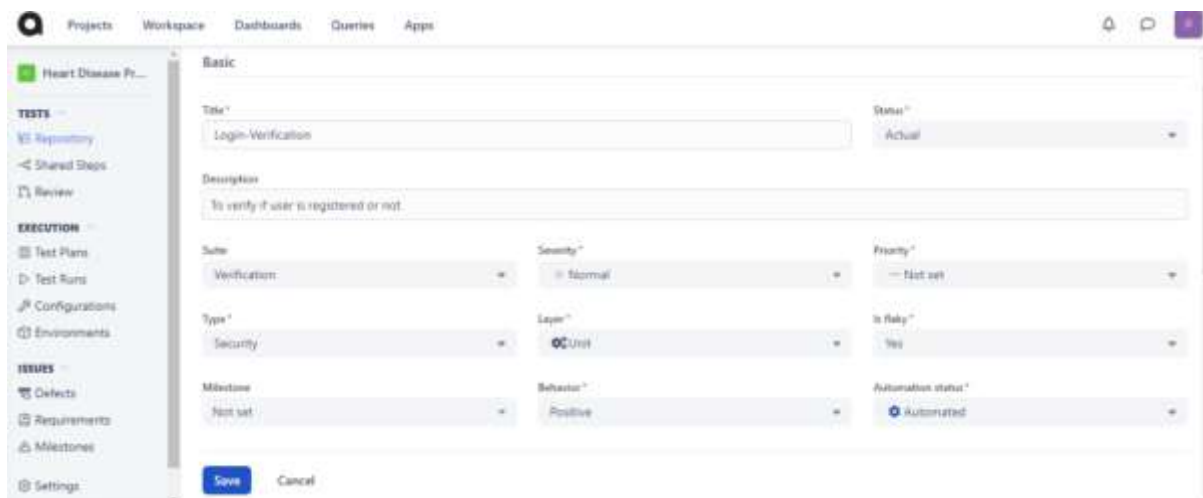 Projects Workspace Dashboards Queries Apps
Heart Disease Pr...
TESTS
Repository
Shared Steps
Review
EXECUTION
Test Plans
Test Runs
Configurations
Environments
ISSUES
Defects
Requirements
Milestones
Settings
Basic
Title* Status*
Login-Verification Actual
Description
To verify if user is registered or not.
Suite Severity* Priority*
Verification Normal Not set
Type* Layer* Is flaky*
Security Unit Yes
Milestone Behavior* Automation status*
Not set Positive Automated
Save Cancel